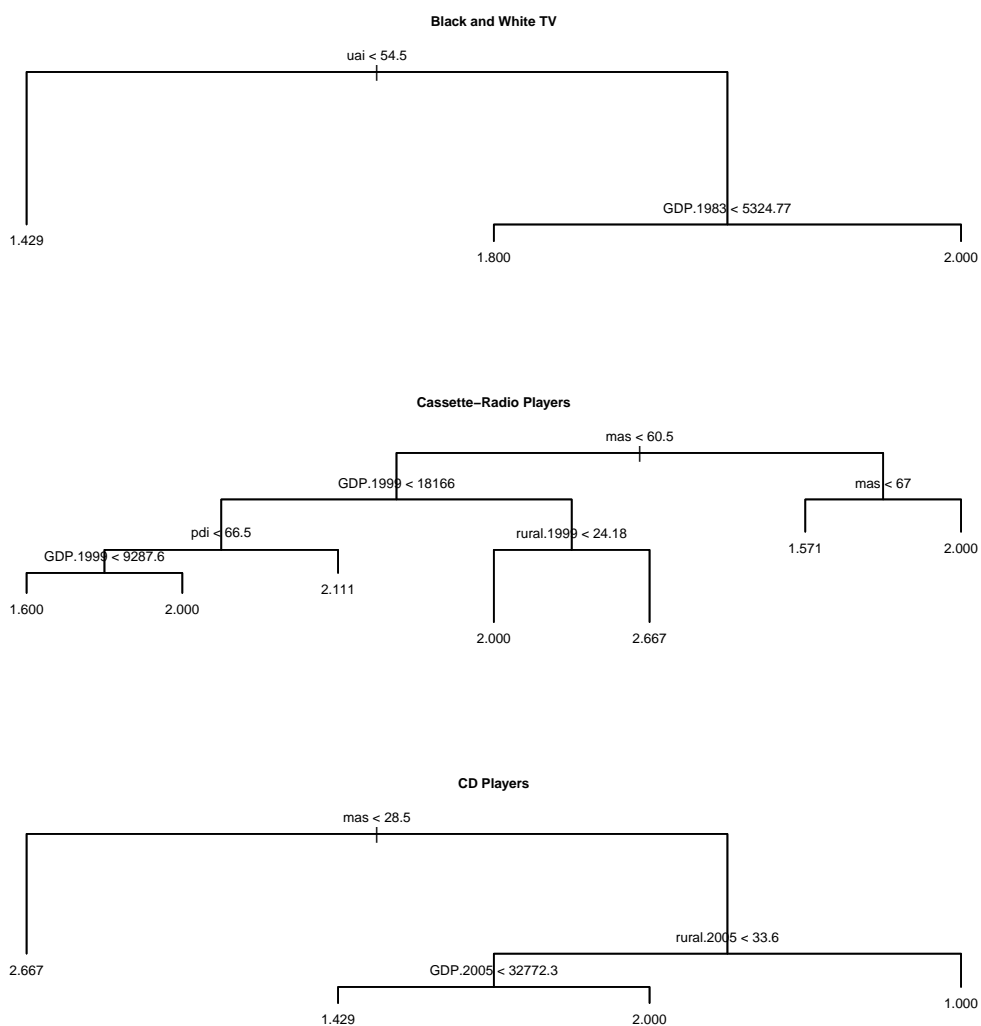 Black and White TV
uai < 54.5
GDP.1983 < 5324.77
1.429
1.800
2.000
Cassette−Radio Players
mas < 60.5
GDP.1999 < 18166
mas < 67
pdi < 66.5
rural.1999 < 24.18
GDP.1999 < 9287.6
1.571
2.000
2.111
1.600
2.000
2.000
2.667
CD Players
mas < 28.5
rural.2005 < 33.6
2.667
GDP.2005 < 32772.3
1.000
1.429
2.000